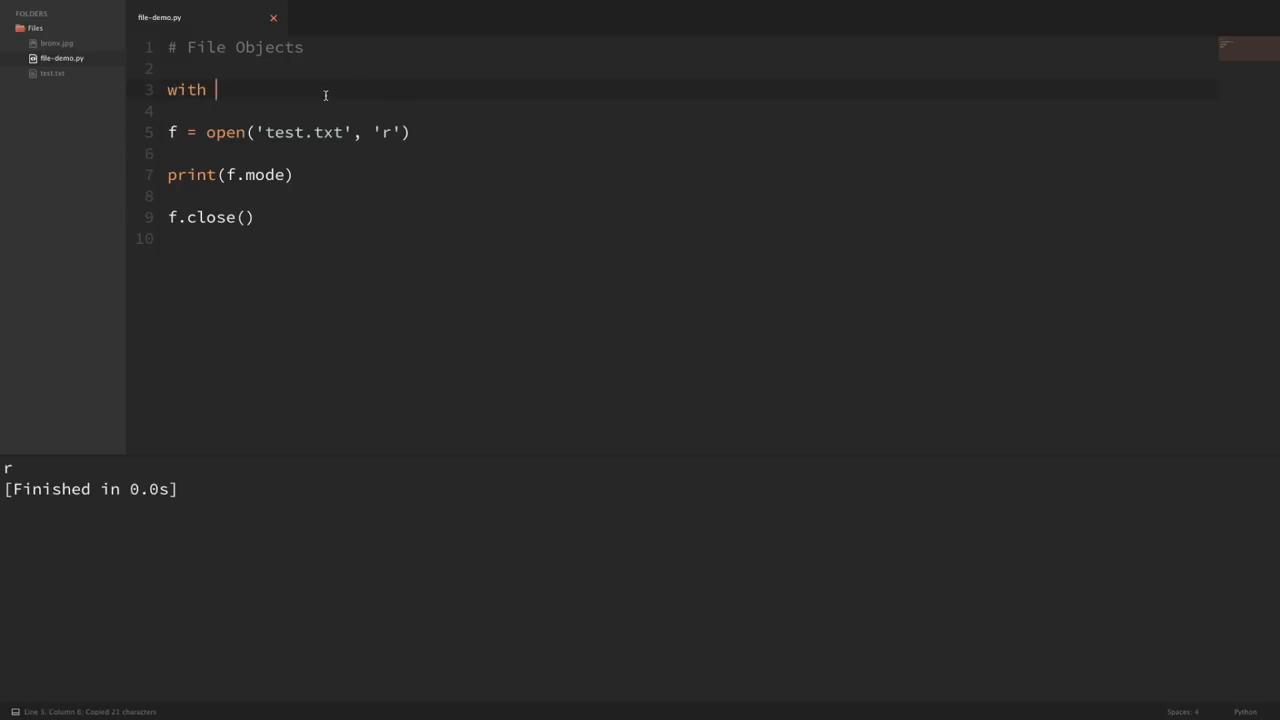 FOLDERS
Files
bronx.jpg
file-demo.py
test.txt
file-demo.py
1 # File Objects
2
3 with
4
5 f = open('test.txt', 'r')
6
7 print(f.mode)
8
9 f.close()
10
r
[Finished in 0.0s]
Line 3, Column 6; Copied 23 characters
Spaces: 4
Python